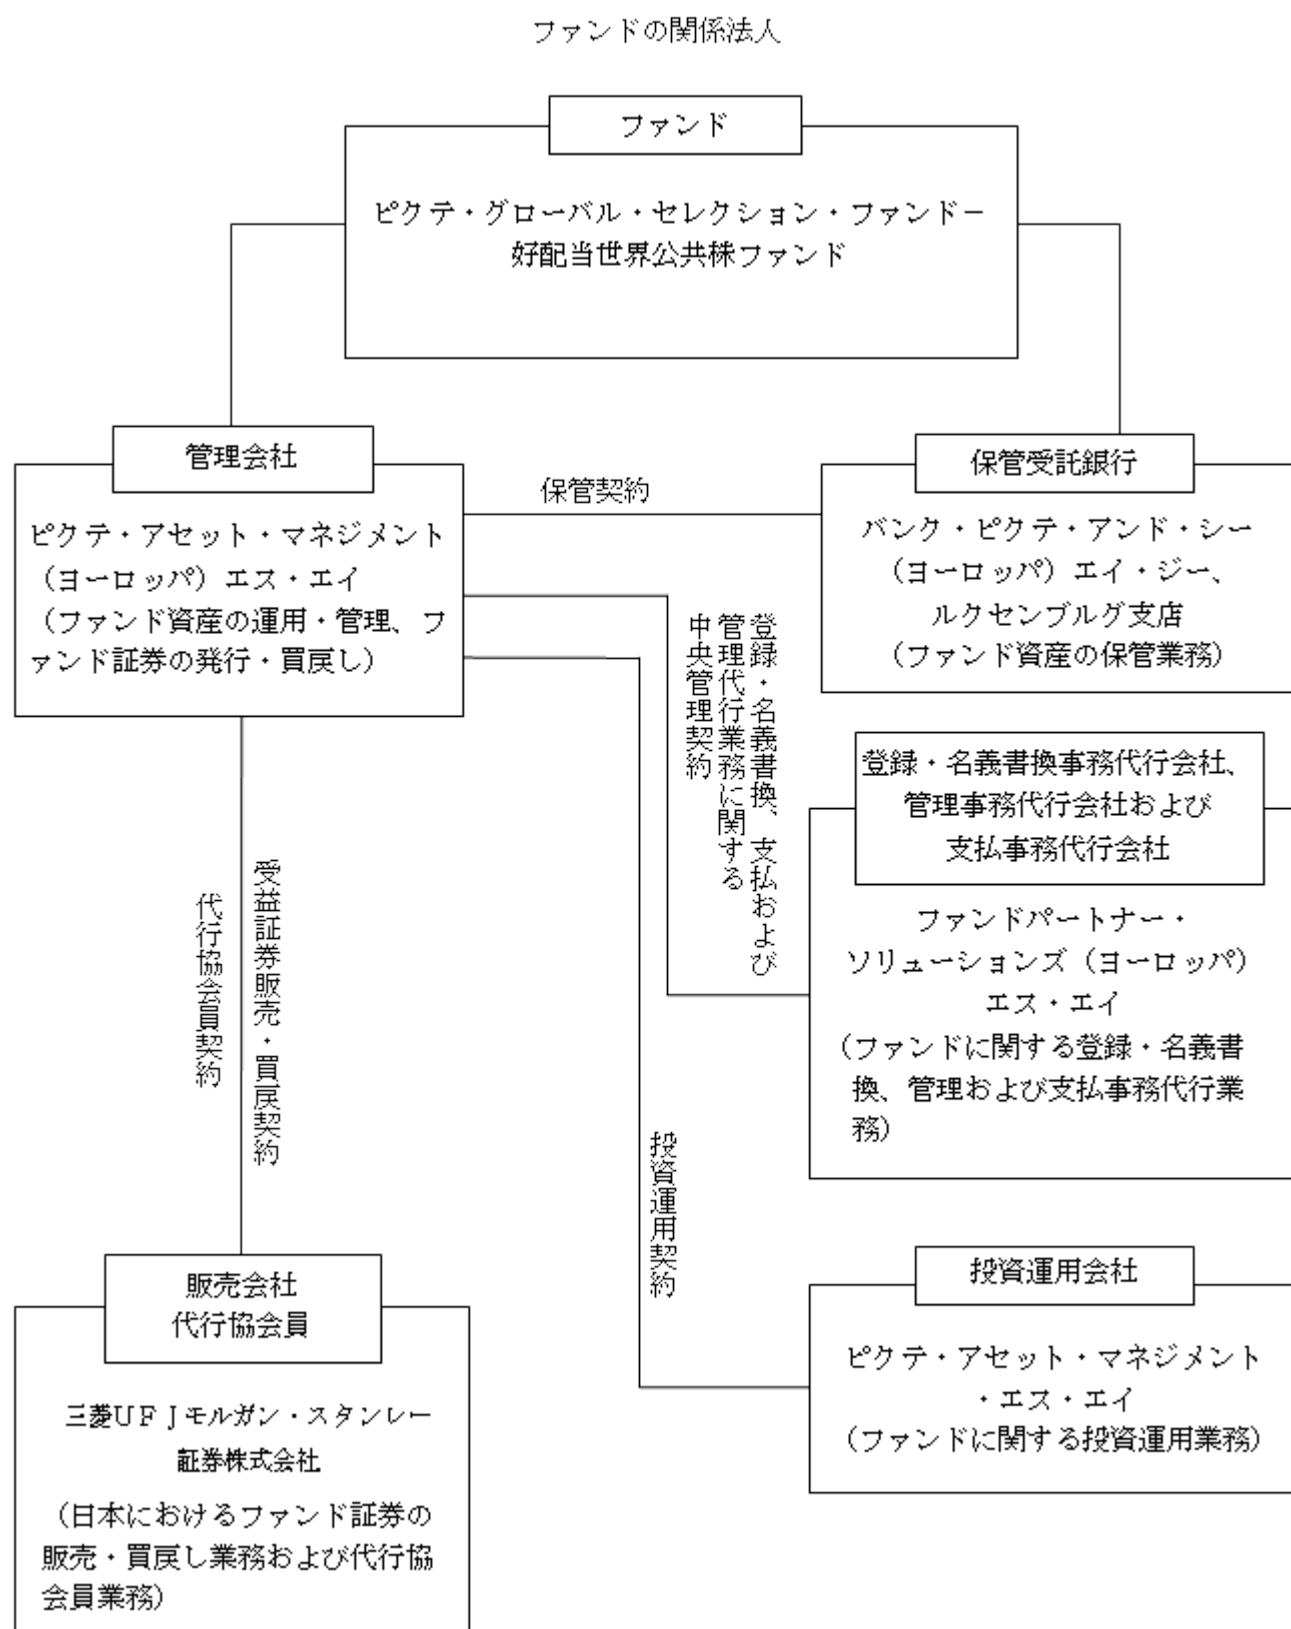 ファンドの関係法人
ファンド
ピクテ・グローバル・セレクション・ファンド－
好配当世界公共株ファンド
管理会社
ピクテ・アセット・マネジメント
（ヨーロッパ）エス・エイ
（ファンド資産の運用・管理、フ
ァンド証券の発行・買戻し）
保管契約
保管受託銀行
バンク・ピクテ・アンド・シー
（ヨーロッパ）エイ・ジー、
ルクセンブルグ支店
（ファンド資産の保管業務）
登録・名義書換、支払および
管理代行業務に関する
中央管理契約
登録・名義書換事務代行会社、
管理事務代行会社および
支払事務代行会社
ファンドパートナー・
ソリューションズ（ヨーロッパ）
エス・エイ
（ファンドに関する登録・名義書
換、管理および支払事務代行業
務）
受益証券販売・買戻契約
代行協会員契約
投資運用契約
販売会社
代行協会員
三菱ＵＦＪモルガン・スタンレー
証券株式会社
（日本におけるファンド証券の
販売・買戻し業務および代行協
会員業務）
投資運用会社
ピクテ・アセット・マネジメント
・エス・エイ
（ファンドに関する投資運用業務）